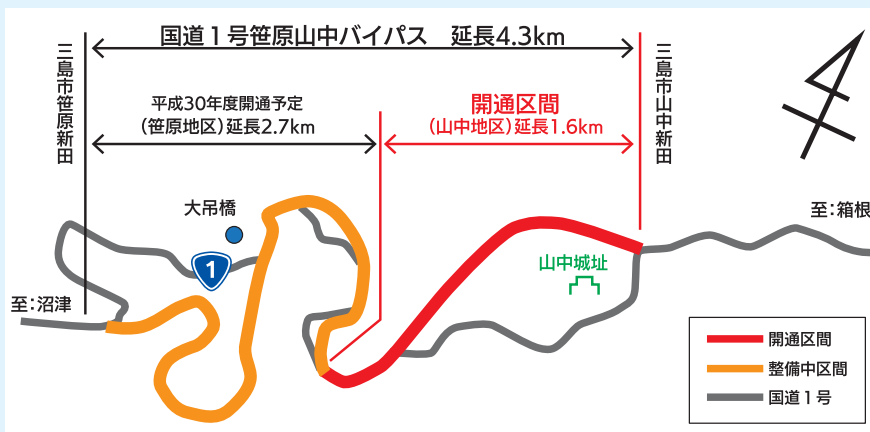 国道1号笹原山中バイパス 延長4.3km
三島市笹原新田
三島市山中新田
平成30年度開通予定
(笹原地区)延長2.7km
開通区間
(山中地区)延長1.6km
大吊橋
至:箱根
1
山中城址
至:沼津
開通区間
整備中区間
国道1号